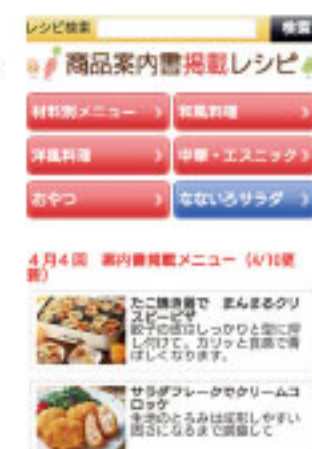 レシピ検索
検索
商品案内書掲載レシピ
材料別メニュー
和風料理
洋風料理
中華・エスニック
おやつ
なないろサラダ
4月4回 案内書掲載メニュー (4/10更
新)
たこ焼き器で まんまるクリ
スピーピザ
餃子の皮はしっかりと型に押
し付けて。カリッと食感で香
ばしくなります。
サラダフレークでクリームコ
ロッケ
生地のとろみは成形しやすい
固さになるまで調整して